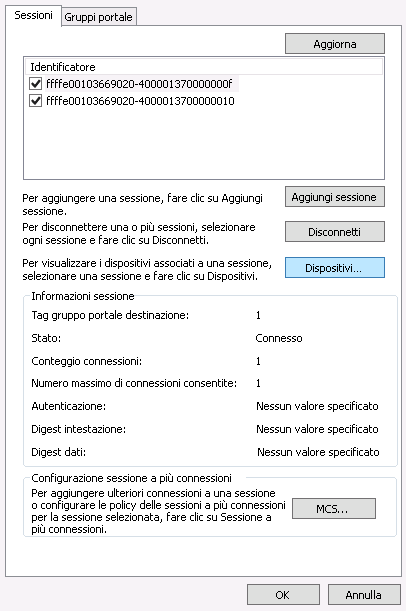 Sessioni
Gruppi portale
Aggiorna
Identificatore
ffffe00103669020-400001370000000f
ffffe00103669020-4000013700000010
Per aggiungere una sessione, fare clic su Aggiungi
sessione.
Aggiungi sessione
Per disconnettere una o più sessioni, selezionare
ogni sessione e fare clic su Disconnetti.
Disconnetti
Per visualizzare i dispositivi associati a una sessione,
selezionare una sessione e fare clic su Dispositivi.
Dispositivi...
Informazioni sessione
Tag gruppo portale destinazione: 1
Stato: Connesso
Conteggio connessioni: 1
Numero massimo di connessioni consentite: 1
Autenticazione: Nessun valore specificato
Digest intestazione: Nessun valore specificato
Digest dati: Nessun valore specificato
Configurazione sessione a più connessioni
Per aggiungere ulteriori connessioni a una sessione
o configurare le policy delle sessioni a più connessioni
per la sessione selezionata, fare clic su Sessione a
più connessioni.
MCS...
OK
Annulla